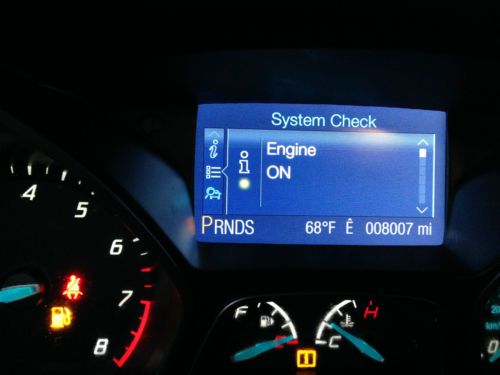 System Check
Engine
ON
PRNDS 68°F Ê 008007 mi
4
5
6
7
8
F
C
H